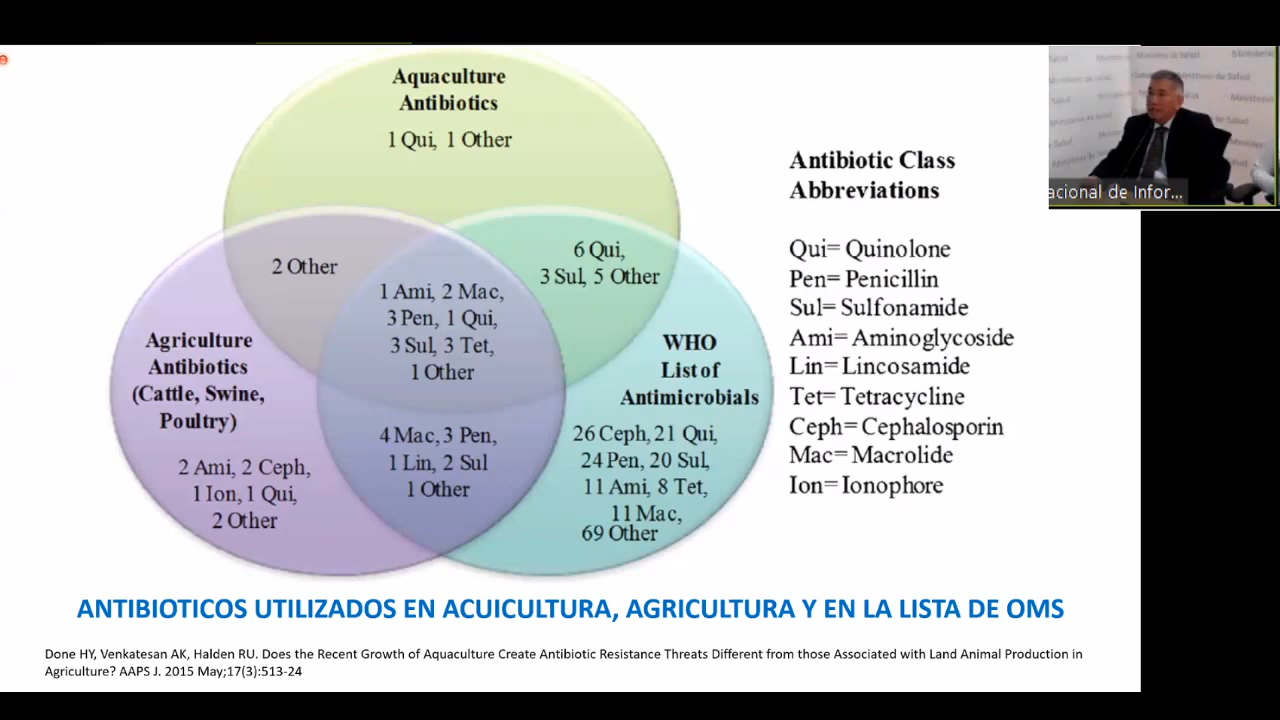 Aquaculture
Antibiotics
1 Qui, 1 Other
2 Other
6 Qui,
3 Sul, 5 Other
1 Ami, 2 Mac,
3 Pen, 1 Qui,
3 Sul, 3 Tet,
1 Other
Agriculture
Antibiotics
(Cattle, Swine,
Poultry)
2 Ami, 2 Ceph,
1 Ion, 1 Qui,
2 Other
4 Mac, 3 Pen,
1 Lin, 2 Sul
1 Other
WHO
List of
Antimicrobials
26 Ceph, 21 Qui,
24 Pen, 20 Sul,
11 Ami, 8 Tet,
11 Mac,
69 Other
Antibiotic Class
Abbreviations
Qui= Quinolone
Pen= Penicillin
Sul= Sulfonamide
Ami= Aminoglycoside
Lin= Lincosamide
Tet= Tetracycline
Ceph= Cephalosporin
Mac= Macrolide
Ion= Ionophore
Ministerio de Salud
acional de Infor...
ANTIBIOTICOS UTILIZADOS EN ACUICULTURA, AGRICULTURA Y EN LA LISTA DE OMS
Done HY, Venkatesan AK, Halden RU. Does the Recent Growth of Aquaculture Create Antibiotic Resistance Threats Different from those Associated with Land Animal Production in
Agriculture? AAPS J. 2015 May;17(3):513-24